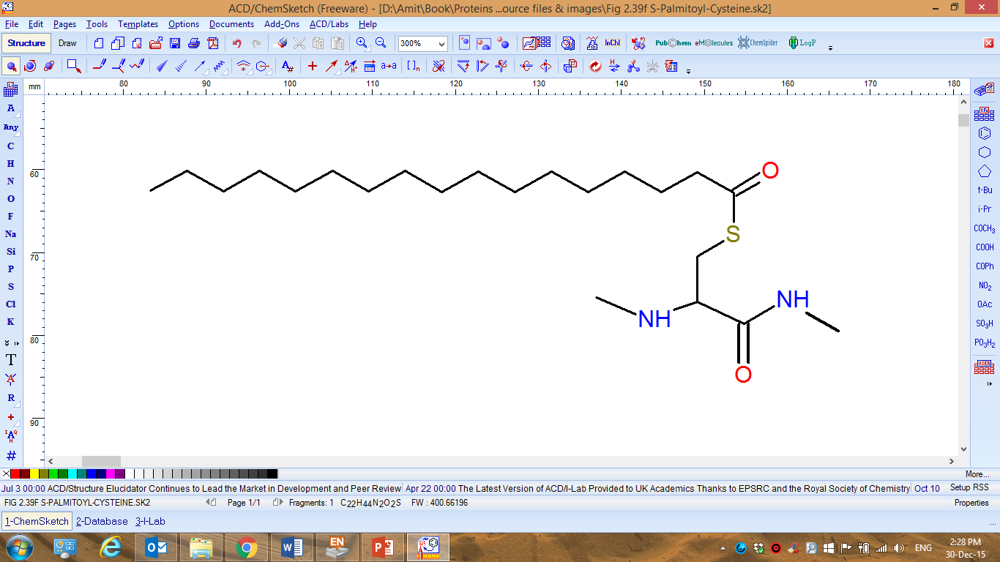 ACD/ChemSketch (Freeware) - [D:\Amit\Book\Proteins ...ource files & images\Fig 2.39f S-Palmitoyl-Cysteine.sk2]
File Edit Pages Tools Templates Options Documents Add-Ons ACD/Labs Help
Structure Draw 300% InChI PubChem eMolecules ChemSpider LogP
A a→a [ ]n H
mm 80 90 100 110 120 130 140 150 160 170 180
A
Any
C
H
N
O
F
Na
Si
P
S
Cl
K
T
A
R
+
A
#
60
70
80
90
O
S
NH
NH
O
CF3
t-Bu
i-Pr
COCH3
COOH
COPh
NO2
OAc
SO3H
PO3H2
USER
More...
Jul 3 00:00 ACD/Structure Elucidator Continues to Lead the Market in Development and Peer Review Apr 22 00:00 The Latest Version of ACD/I-Lab Provided to UK Academics Thanks to EPSRC and the Royal Society of Chemistry Oct 10 Setup RSS
FIG 2.39F S-PALMITOYL-CYSTEINE.SK2 Page 1/1 Fragments: 1 C22H44N2O2S FW : 400.66196 Properties
1-ChemSketch 2-Database 3-I-Lab ...
EN ENG 2:28 PM
30-Dec-15